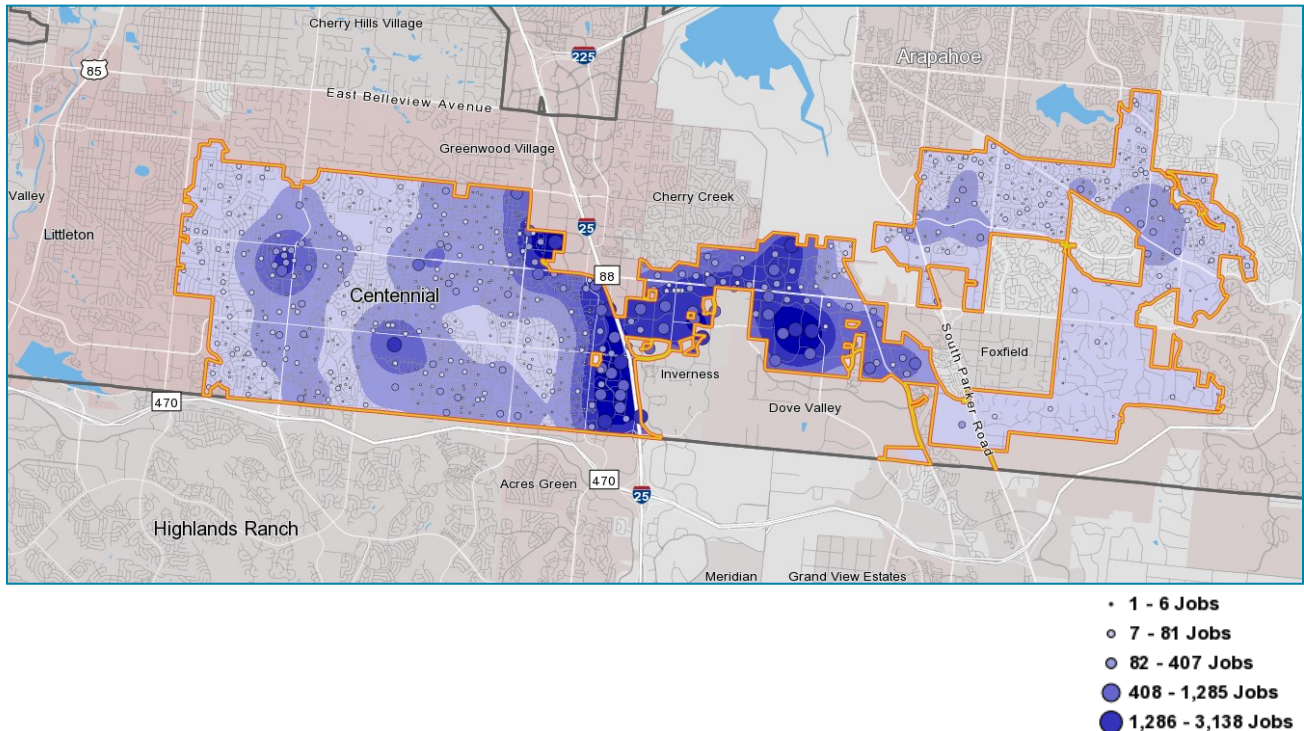 Cherry Hills Village
225
Arapahoe
85
East Belleview Avenue
Greenwood Village
Valley
Cherry Creek
25
Littleton
88
Centennial
South Parker Road
Foxfield
Inverness
Dove Valley
470
Acres Green
470
25
Highlands Ranch
Meridian
Grand View Estates
1 - 6 Jobs
7 - 81 Jobs
82 - 407 Jobs
408 - 1,285 Jobs
1,286 - 3,138 Jobs